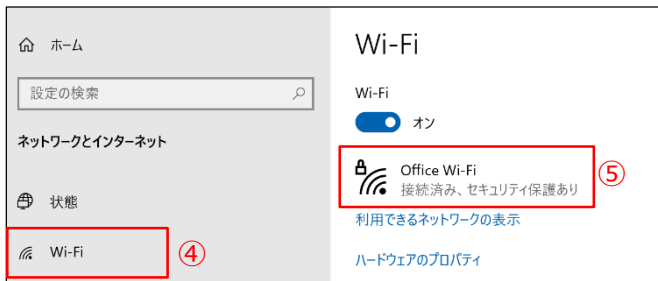 ホーム
設定の検索
ネットワークとインターネット
状態
Wi-Fi
④
Wi-Fi
Wi-Fi
オン
Office Wi-Fi
接続済み、セキュリティ保護あり
⑤
利用できるネットワークの表示
ハードウェアのプロパティ